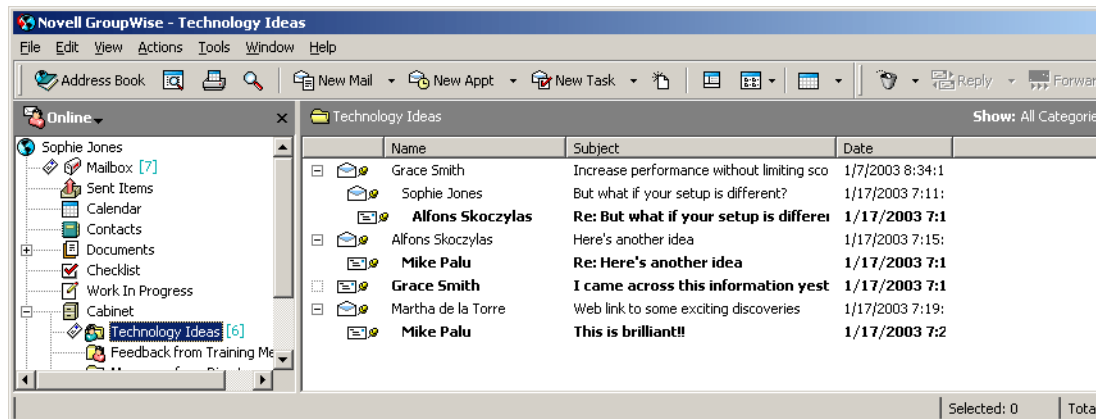 Novell GroupWise - Technology Ideas
File Edit View Actions Tools Window Help
Address Book New Mail New Appt New Task Reply Forwar
Online
Technology Ideas Show: All Categorie
Sophie Jones
Mailbox [7]
Sent Items
Calendar
Contacts
Documents
Checklist
Work In Progress
Cabinet
Technology Ideas [6]
Feedback from Training Me
Name Subject Date
Grace Smith Increase performance without limiting sco 1/7/2003 8:34:1
Sophie Jones But what if your setup is different? 1/17/2003 7:11:
Alfons Skoczylas Re: But what if your setup is differe 1/17/2003 7:1
Alfons Skoczylas Here's another idea 1/17/2003 7:15:
Mike Palu Re: Here's another idea 1/17/2003 7:1
Grace Smith I came across this information yest 1/17/2003 7:1
Martha de la Torre Web link to some exciting discoveries 1/17/2003 7:19:
Mike Palu This is brilliant!! 1/17/2003 7:2
Selected: 0 Tota